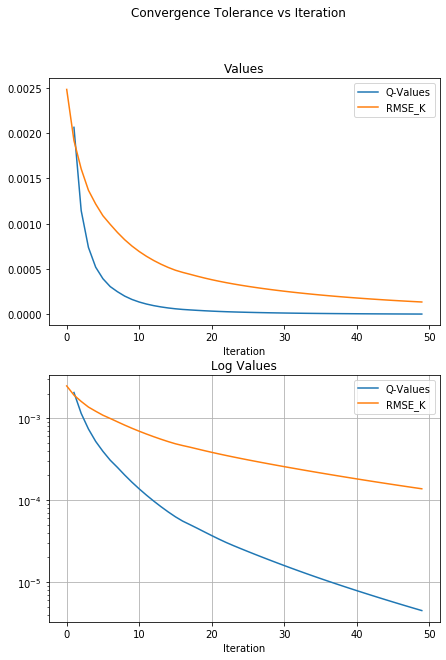 Convergence Tolerance vs Iteration
Values
Q-Values
RMSE_K
0.0025
0.0020
0.0015
0.0010
0.0005
0.0000
0 10 20 30 40 50
Iteration
Log Values
Q-Values
RMSE_K
10⁻³
10⁻⁴
10⁻⁵
0 10 20 30 40 50
Iteration